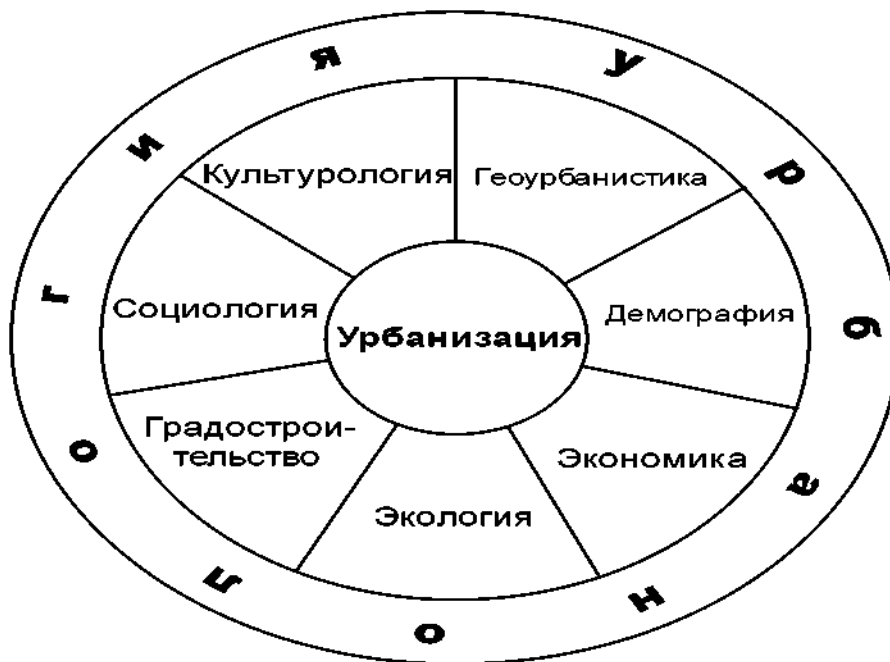 Урбанология
Культурология
Геоурбанистика
Социология
Урбанизация
Демография
Градострои-
тельство
Экономика
Экология